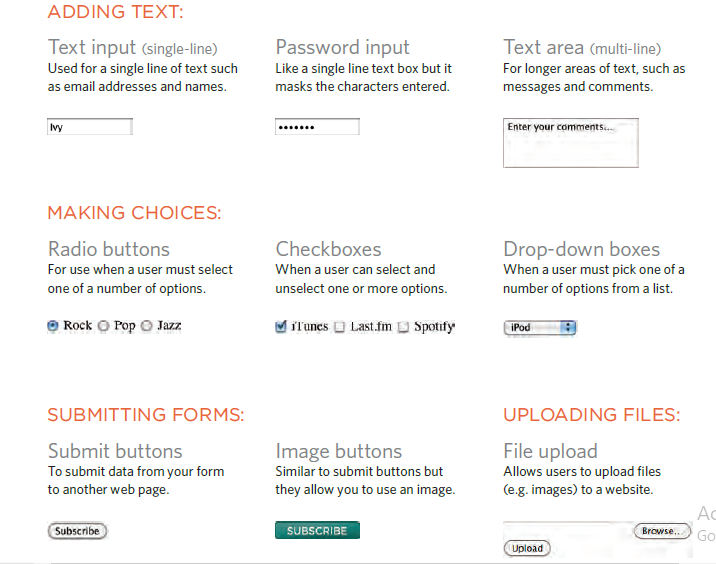 ADDING TEXT:
Text input (single-line)
Used for a single line of text such
as email addresses and names.
Ivy
Password input
Like a single line text box but it
masks the characters entered.
•••••••
Text area (multi-line)
For longer areas of text, such as
messages and comments.
Enter your comments...
MAKING CHOICES:
Radio buttons
For use when a user must select
one of a number of options.
Rock Pop Jazz
Checkboxes
When a user can select and
unselect one or more options.
iTunes Last.fm Spotify
Drop-down boxes
When a user must pick one of a
number of options from a list.
iPod
SUBMITTING FORMS:
Submit buttons
To submit data from your form
to another web page.
Subscribe
Image buttons
Similar to submit buttons but
they allow you to use an image.
SUBSCRIBE
UPLOADING FILES:
File upload
Allows users to upload files
(e.g. images) to a website.
Browse...
Upload
Ac
Go